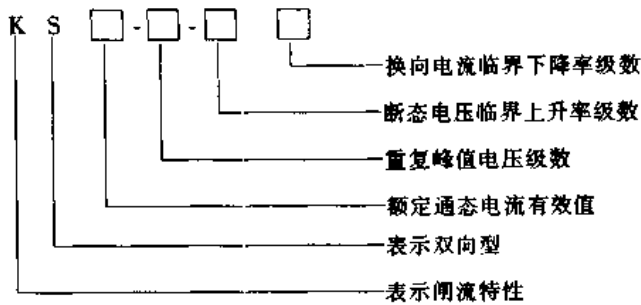 K S □-□-□ □
换向电流临界下降率级数
断态电压临界上升率级数
重复峰值电压级数
额定通态电流有效值
表示双向型
表示闸流特性